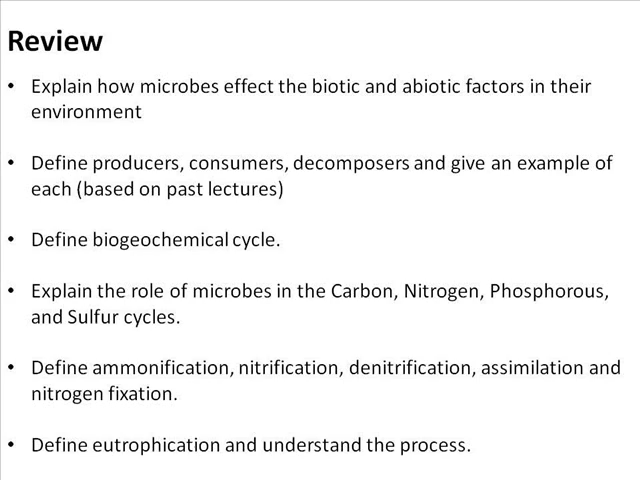 Review
• Explain how microbes effect the biotic and abiotic factors in their
environment
• Define producers, consumers, decomposers and give an example of
each (based on past lectures)
• Define biogeochemical cycle.
• Explain the role of microbes in the Carbon, Nitrogen, Phosphorous,
and Sulfur cycles.
• Define ammonification, nitrification, denitrification, assimilation and
nitrogen fixation.
• Define eutrophication and understand the process.